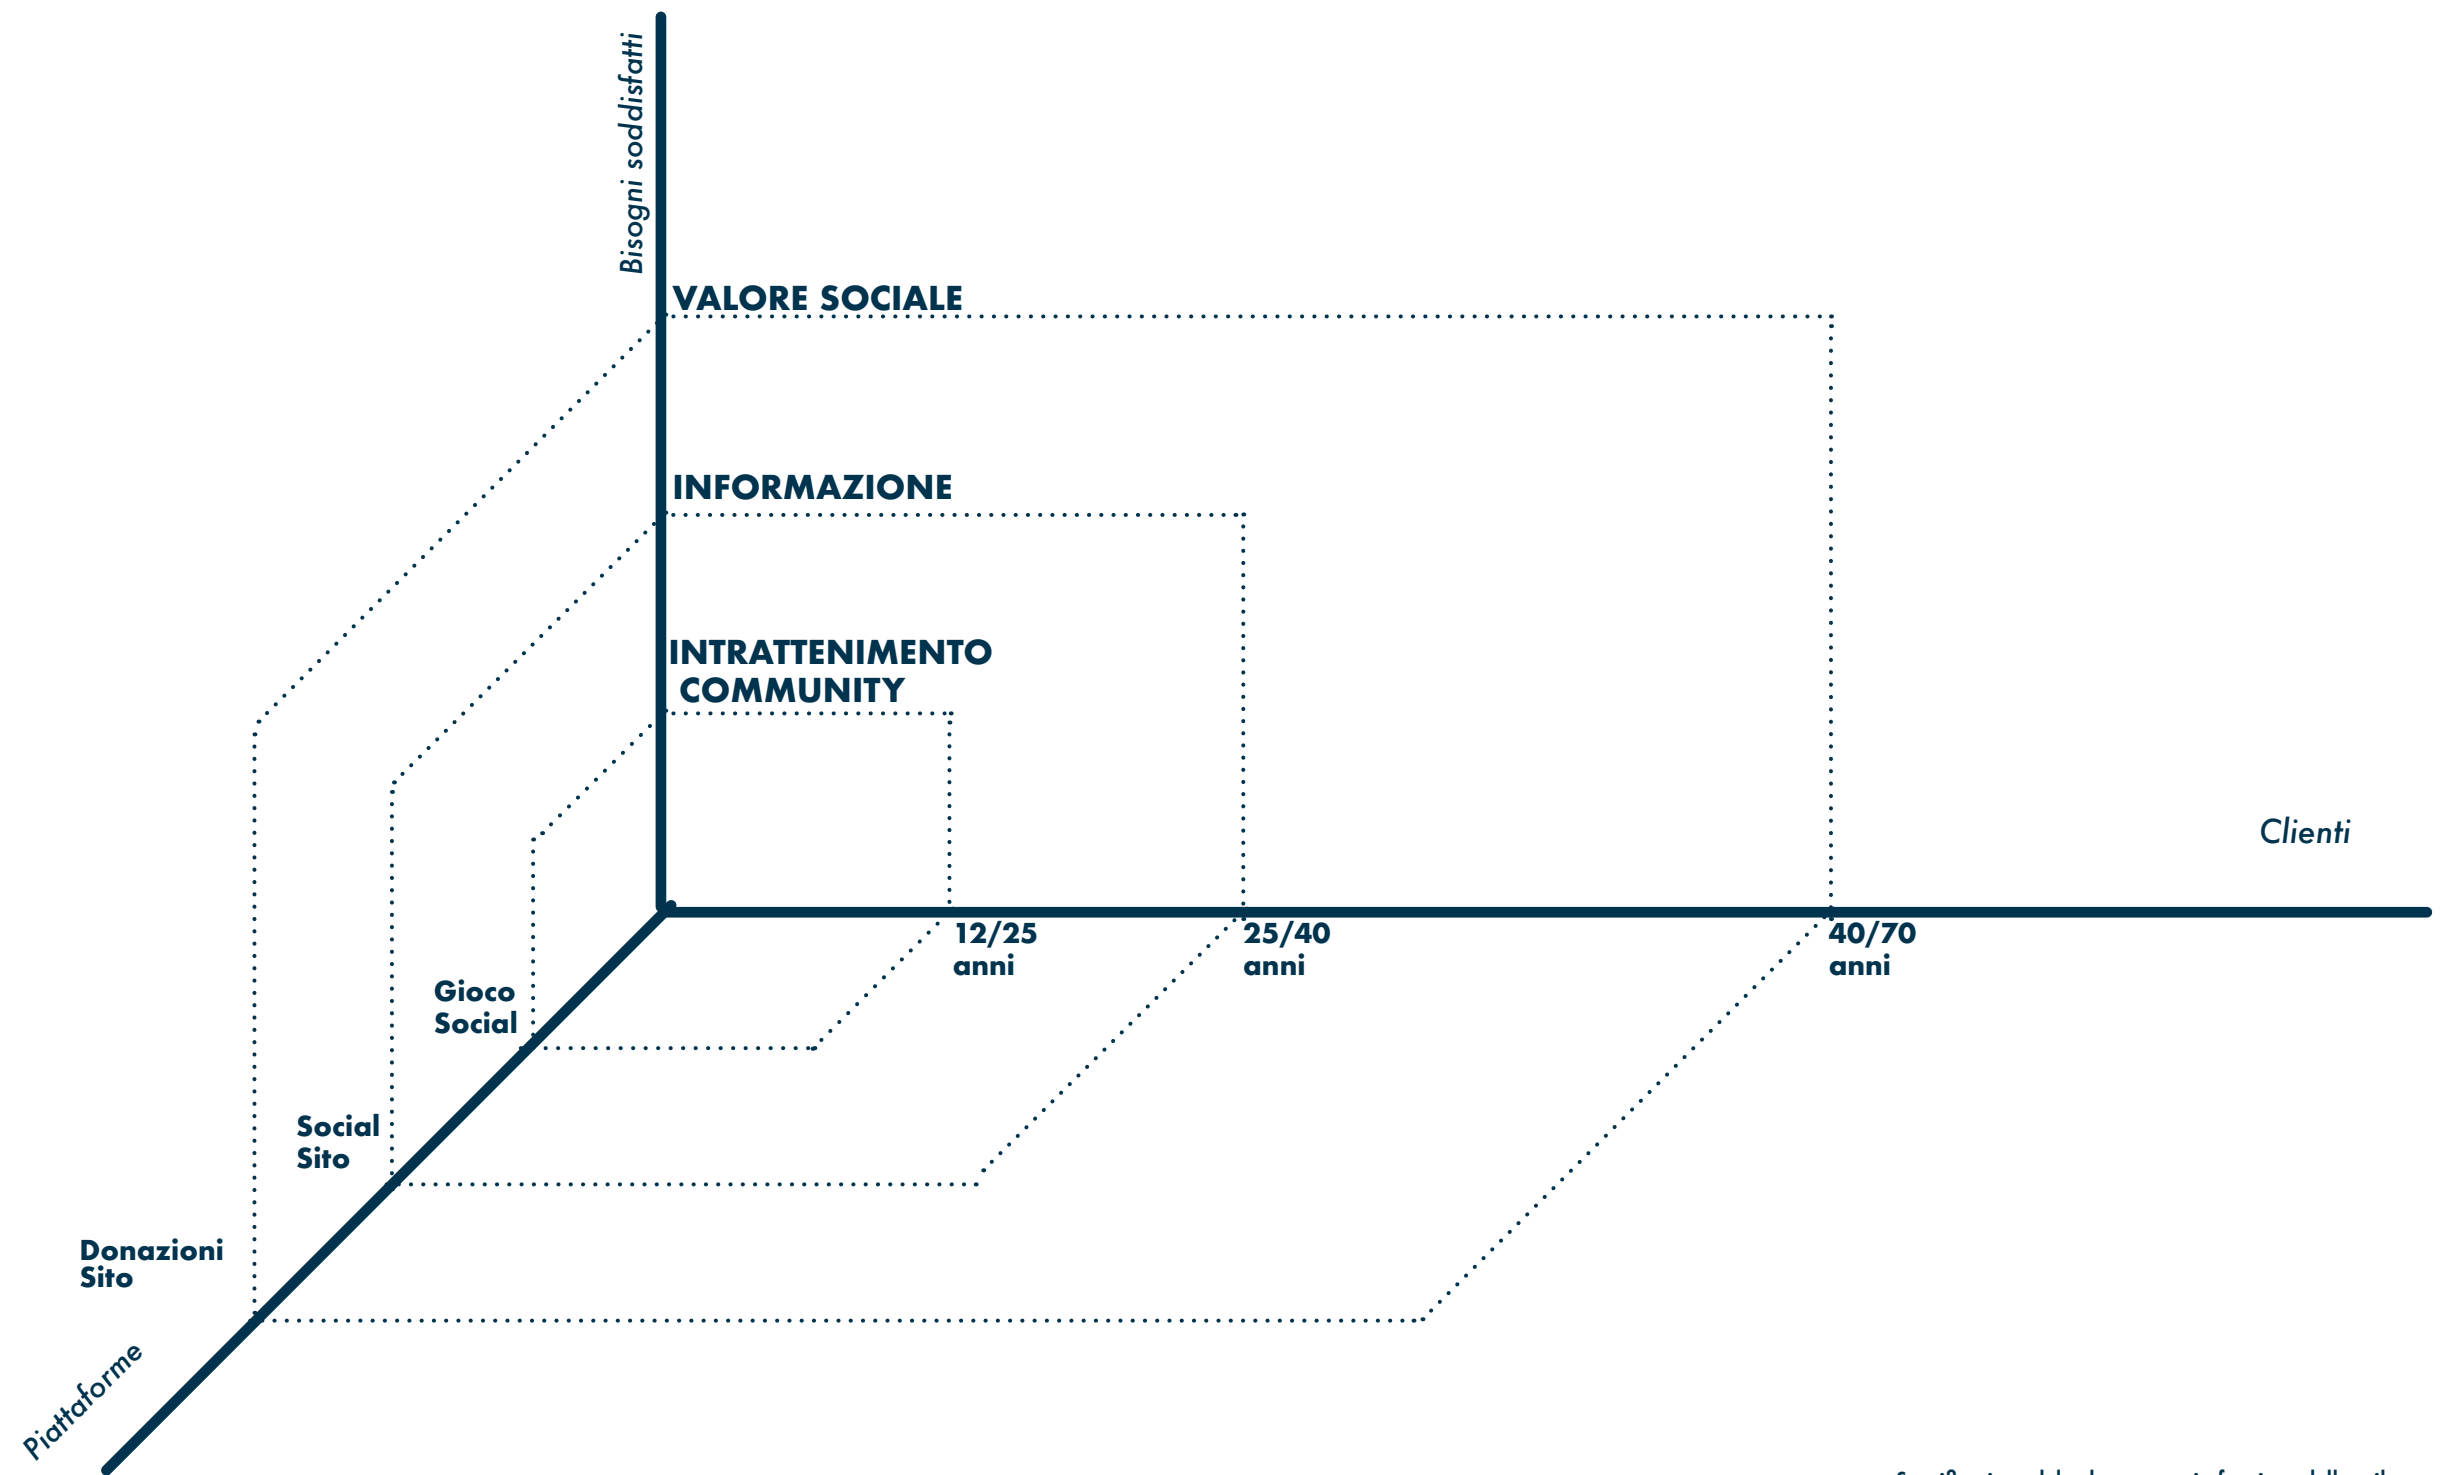 Bisogni soddisfatti
VALORE SOCIALE
INFORMAZIONE
INTRATTENIMENTO
COMMUNITY
Clienti
12/25
anni
25/40
anni
40/70
anni
Gioco
Social
Social
Sito
Donazioni
Sito
Piattaforme